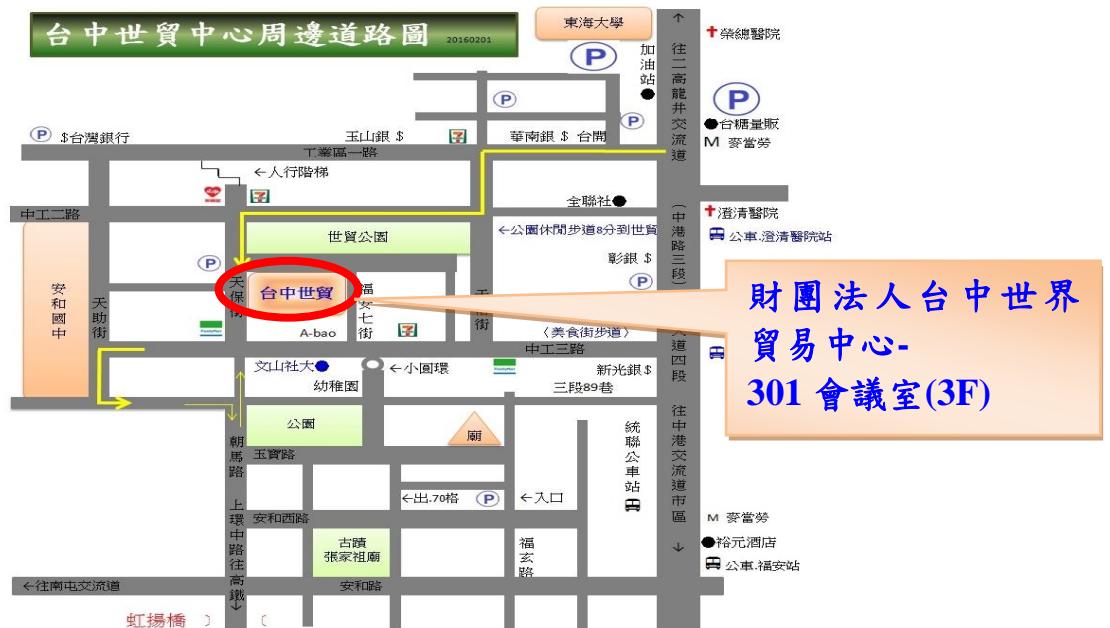 台中世貿中心周邊道路圖 20160201
東海大學
P
加油站
↑往二高龍井交流道
榮總醫院
P
P
P
台糖量販
M 麥當勞
P $台灣銀行
玉山銀 $
7
華南銀 $ 台開
工業區一路
←人行階梯
7
全聯社
中工二路
(中港路三段)
澄清醫院
公車.澄清醫院站
世貿公園
←公園休閒步道8分到世貿
彰銀 $
P
P
安和國中
天助街
天保街
台中世貿
福安七街
財團法人台中世界
貿易中心-
301 會議室(3F)
FamilyMart
A-bao
7
街
〈美食街步道〉
中工三路
道四段
文山社大
←小圓環
FamilyMart
新光銀$
幼稚園
三段89巷
公園
廟
統聯公車站
往中港交流道市區↓
朝馬路
玉寶路
←出.70格 P
←入口
上環中路往高鐵↓
安和西路
M 麥當勞
古蹟
張家祖廟
福玄路
裕元酒店
公車.福安站
←往南屯交流道
安和路
虹揚橋